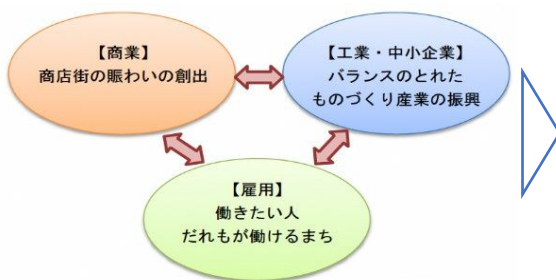 【商業】
商店街の賑わいの創出
【工業・中小企業】
バランスのとれた
ものづくり産業の振興
【雇用】
働きたい人
だれもが働けるまち